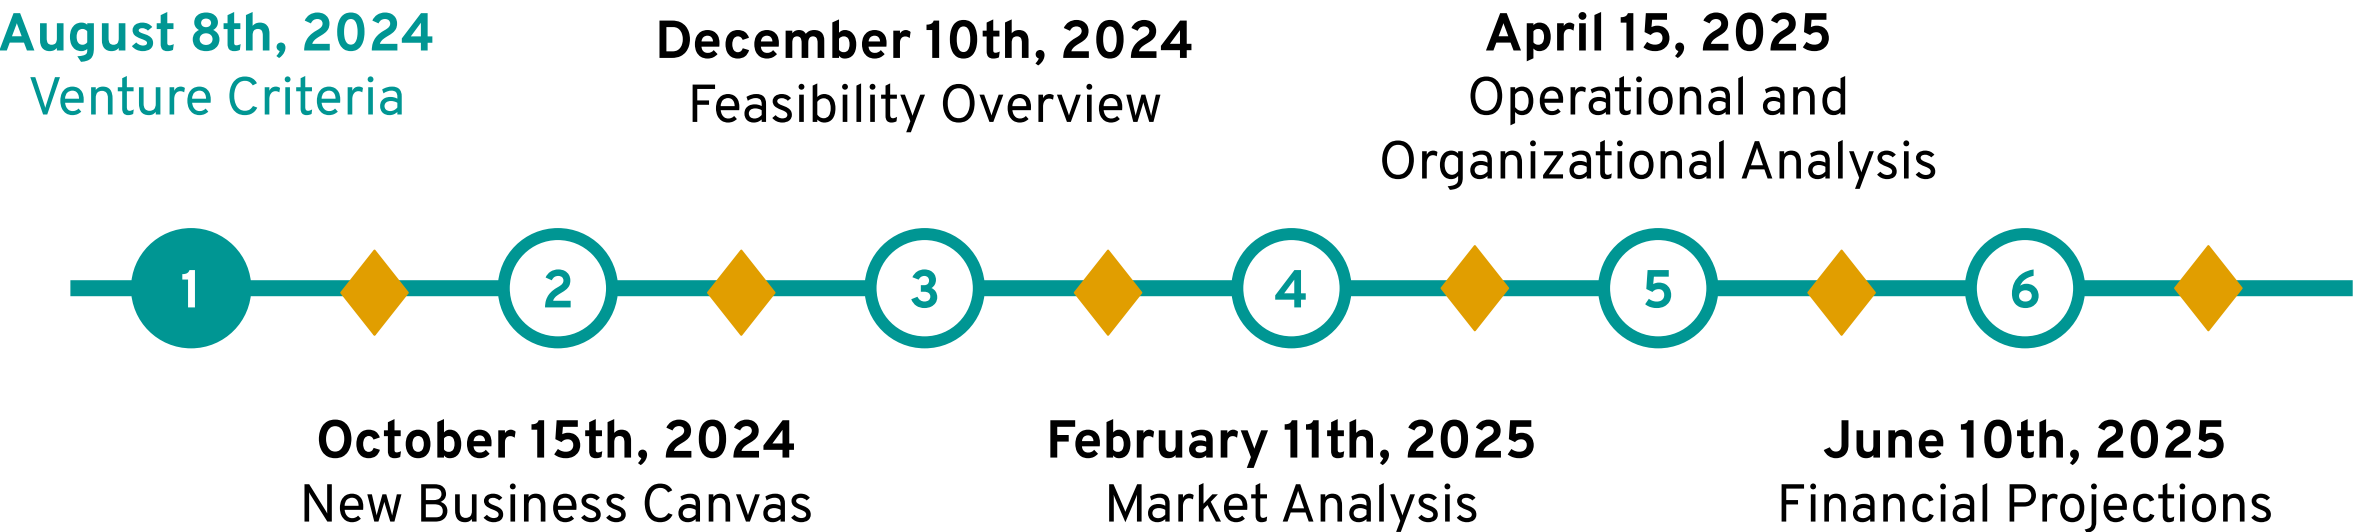 August 8th, 2024
Venture Criteria
December 10th, 2024
Feasibility Overview
April 15, 2025
Operational and
Organizational Analysis
1
2
3
4
5
6
October 15th, 2024
New Business Canvas
February 11th, 2025
Market Analysis
June 10th, 2025
Financial Projections